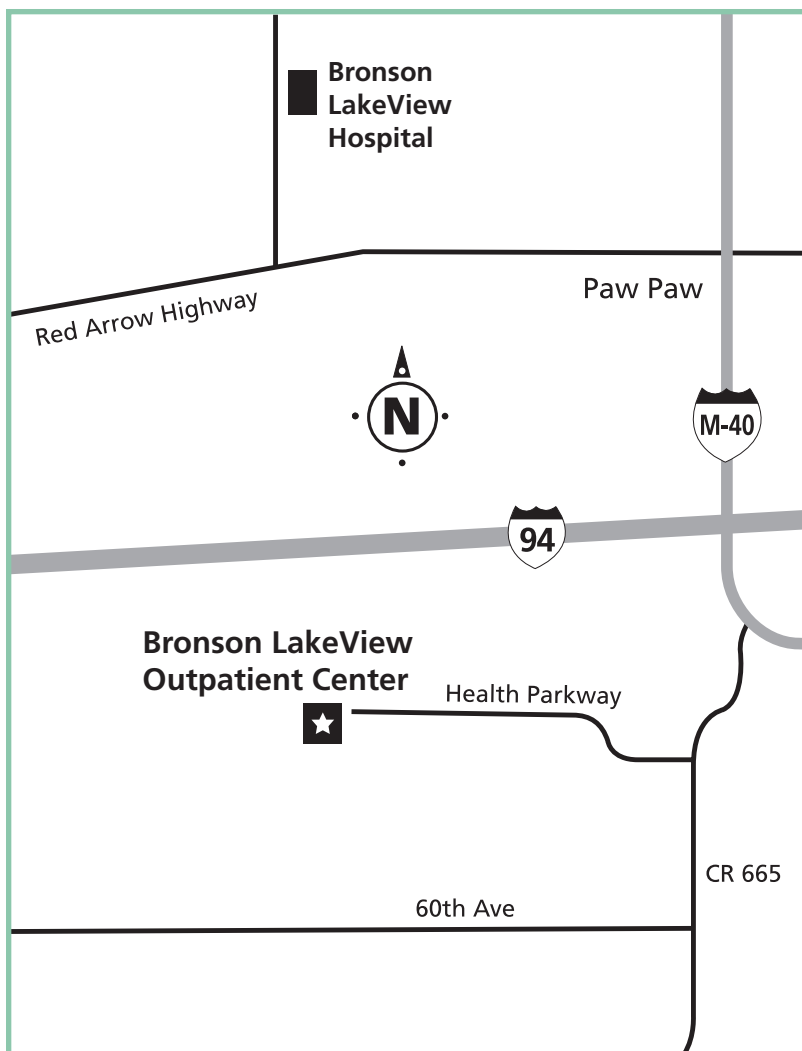 Bronson
LakeView
Hospital
Paw Paw
Red Arrow Highway
N
M-40
94
Bronson LakeView
Outpatient Center
Health Parkway
CR 665
60th Ave